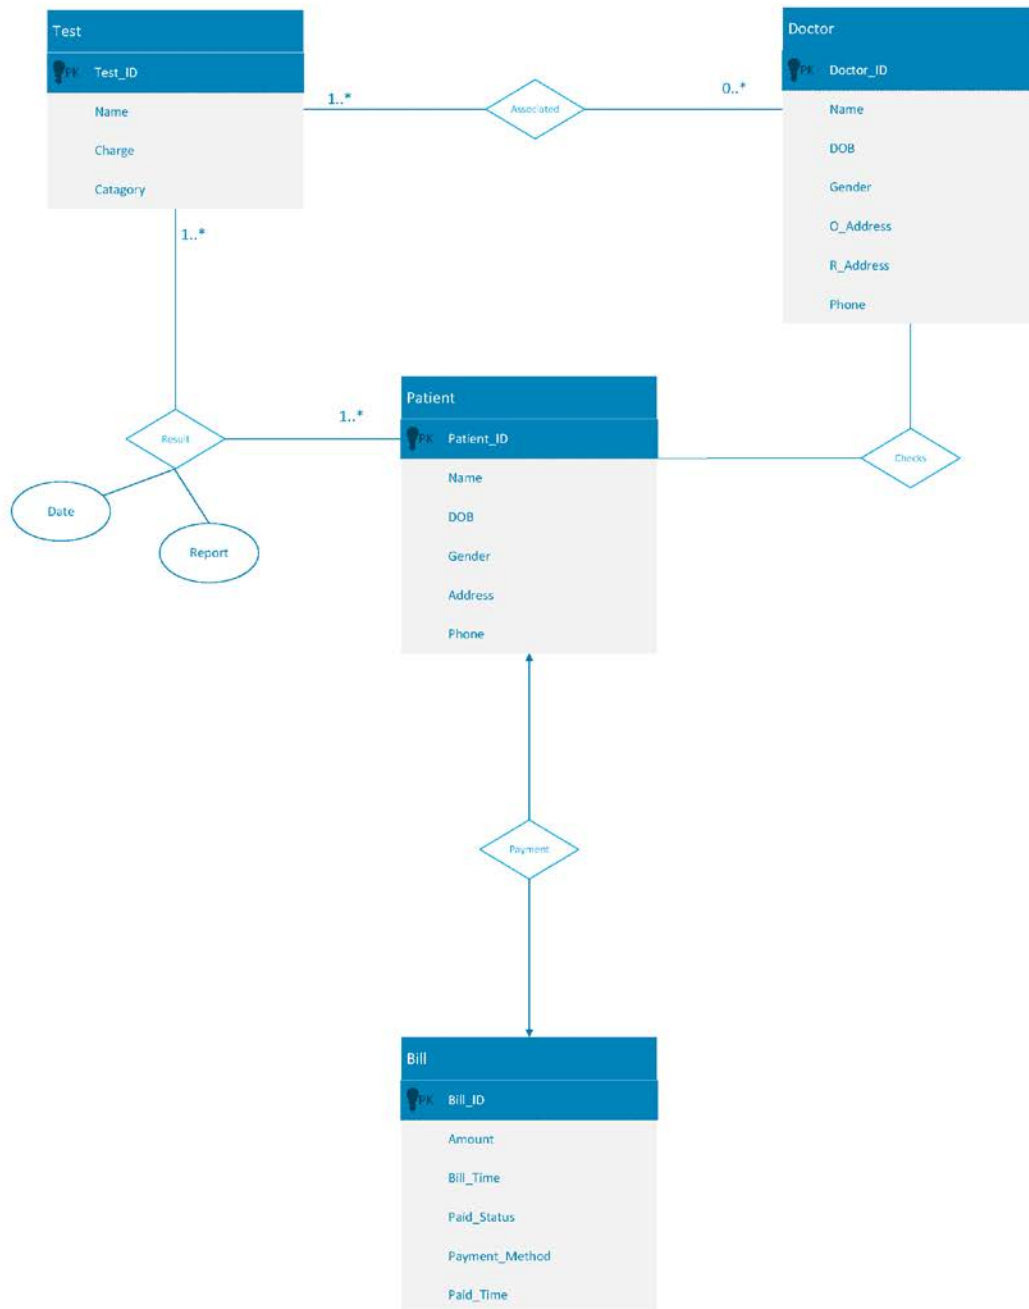 Test
PK Test_ID
Name
Charge
Catagory
1..*
Associated
0..*
Doctor
PK Doctor_ID
Name
DOB
Gender
O_Address
R_Address
Phone
1..*
Result
1..*
Date
Report
Patient
PK Patient_ID
Name
DOB
Gender
Address
Phone
Checks
Payment
Bill
PK Bill_ID
Amount
Bill_Time
Paid_Status
Payment_Method
Paid_Time